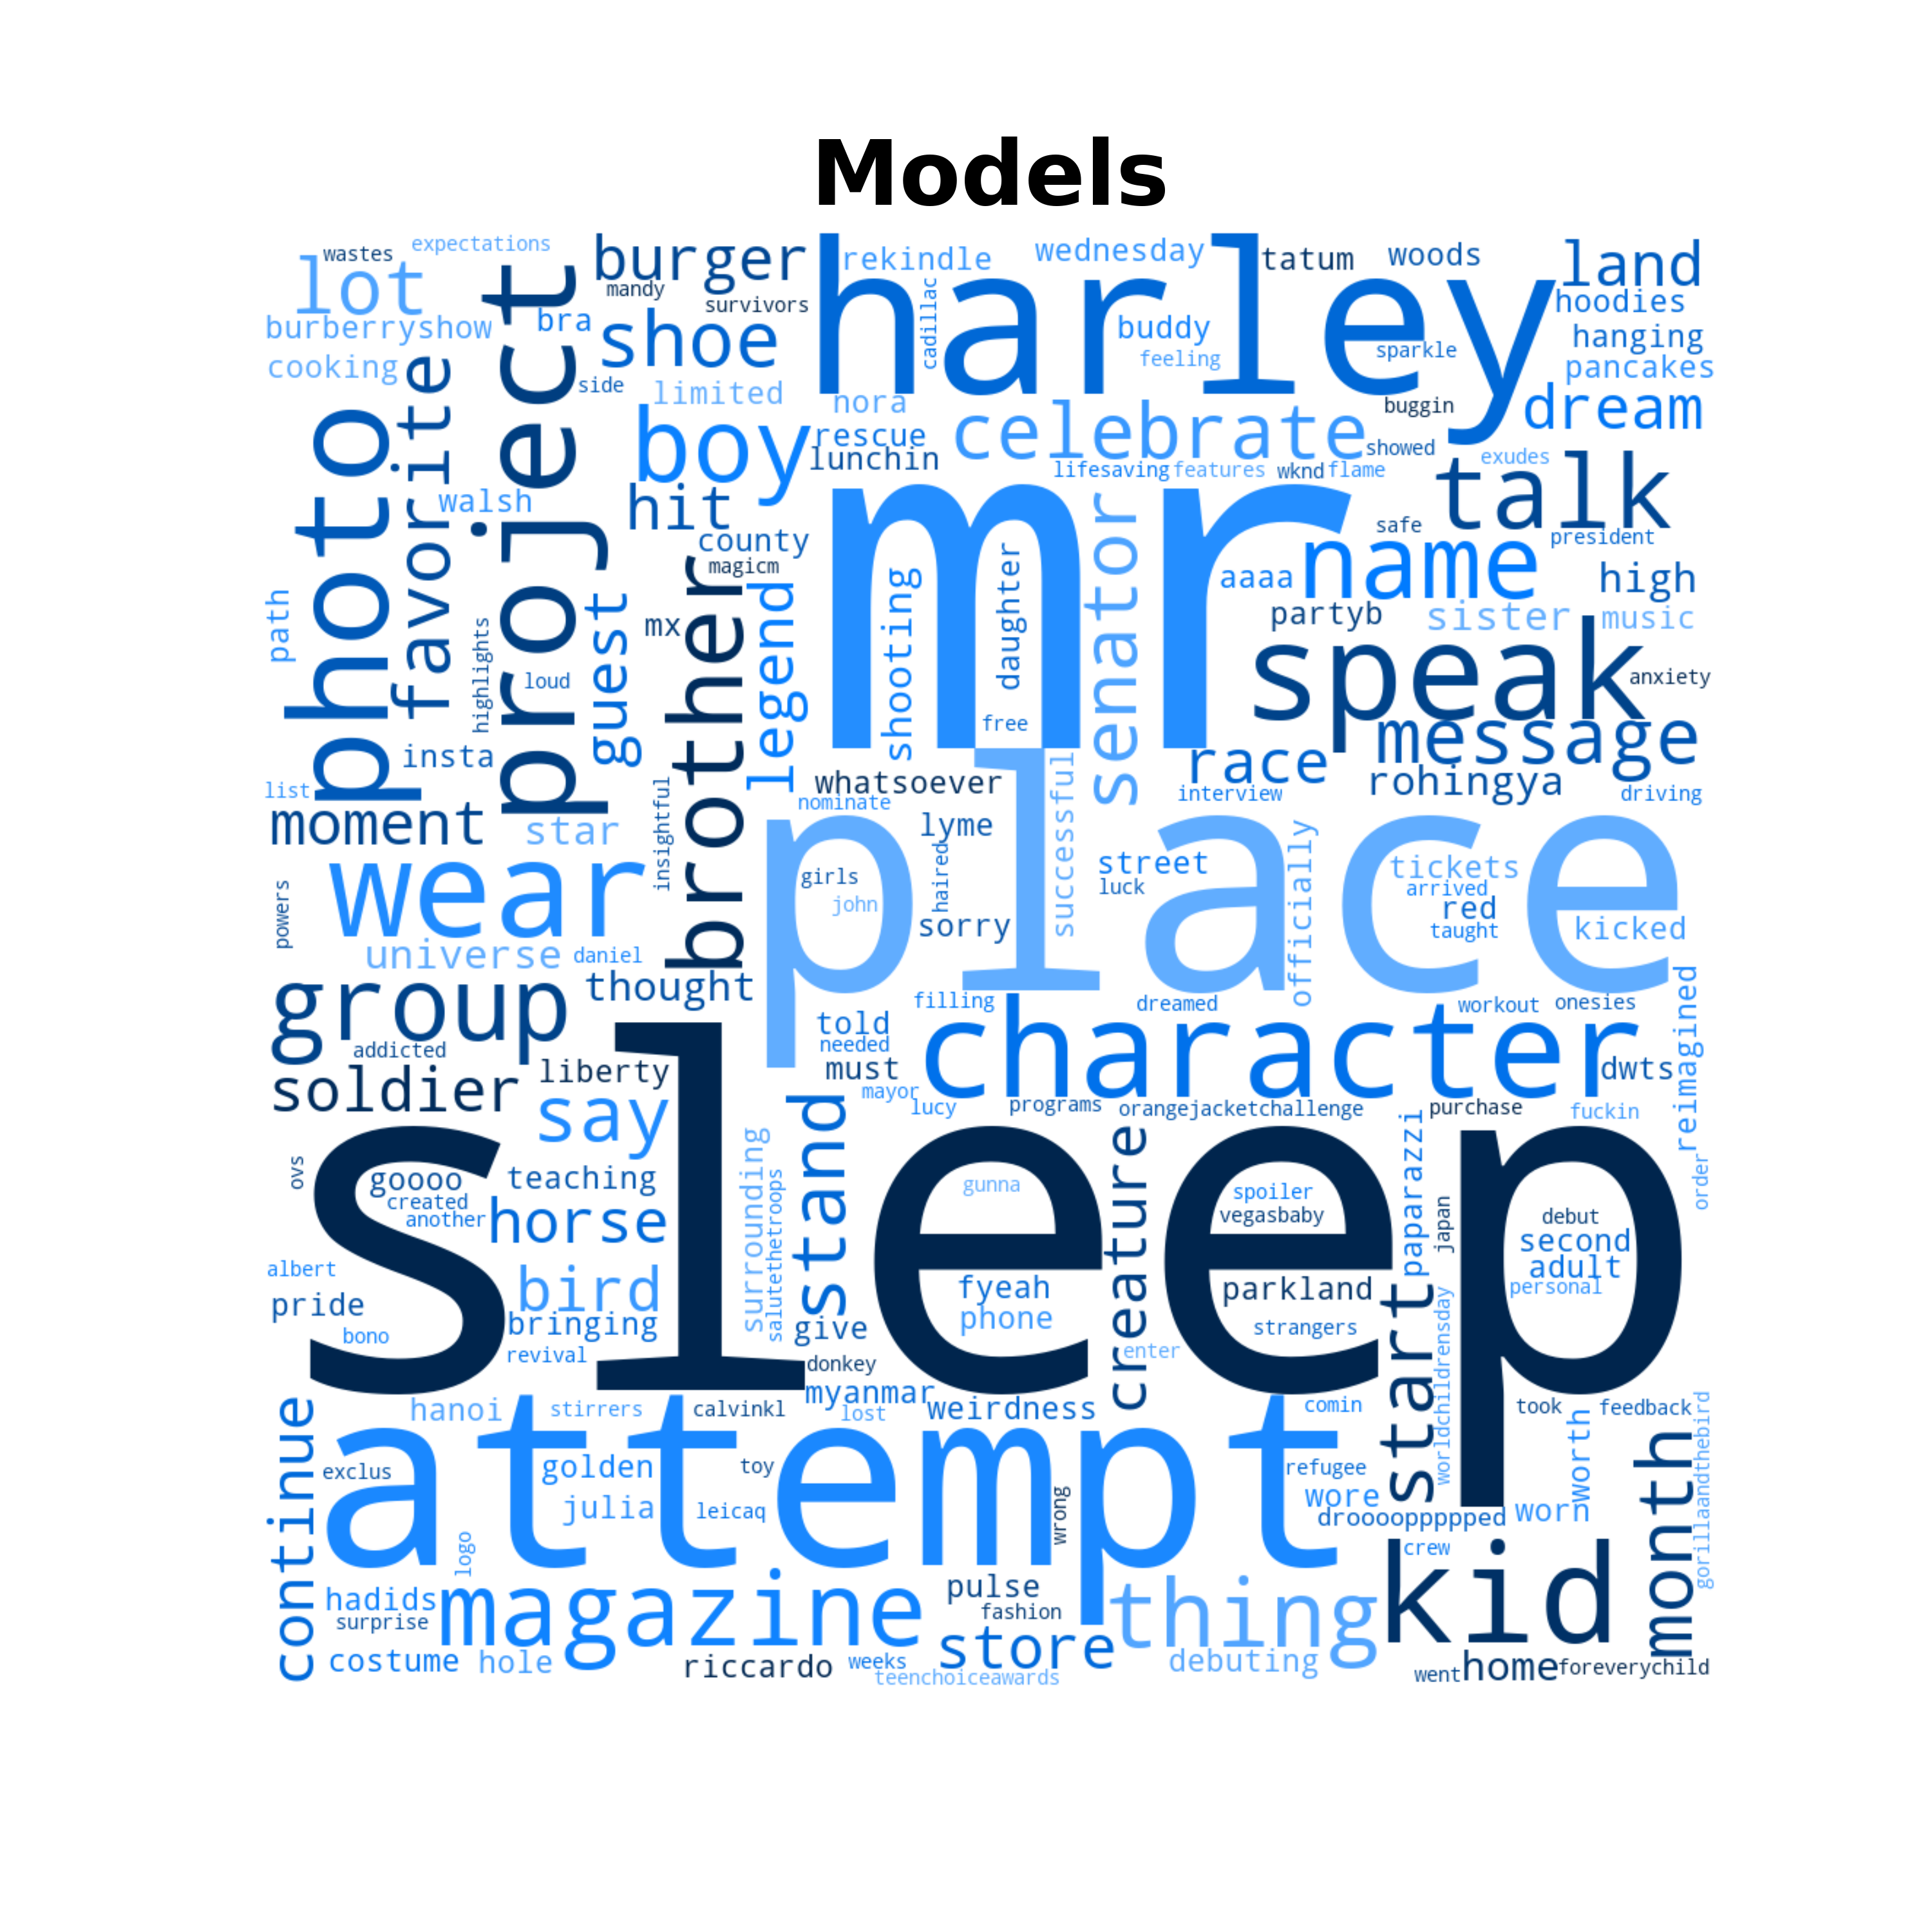 Models
wastes
expectations
lot
burger
harley
rekindle
wednesday
tatum
woods
land
mandy
survivors
hoodies
burberryshow
bra
shoe
cadillac
buddy
hanging
feeling
sparkle
pancakes
cooking
favorite
project
side
limited
nora
celebrate
buggin
dream
photo
boy
rescue
lunchin
showed
lifesaving
features
wknd
flame
exudes
talk
walsh
hit
mr
senator
safe
president
county
magicm
brother
legend
shooting
daughter
aaaa
name
high
path
highlights
guest
mx
partyb
sister
music
loud
speak
anxiety
free
message
insta
race
rohingya
list
whatsoever
nominate
successful
interview
driving
moment
star
insightful
place
lyme
officially
wear
girls
john
haired
sorry
street
luck
tickets
arrived
red
taught
kicked
powers
universe
daniel
thought
group
filling
dreamed
workout
onesies
reimagined
told
needed
must
character
dwts
addicted
soldier
liberty
say
mayor
lucy
programs
orangejacketchallenge
purchase
fuckin
stand
sleep
ovs
goooo
created
another
teaching
horse
surrounding
salutethetroops
gunna
creature
spoiler
vegasbaby
paparazzi
japan
debut
second
adult
personal
order
albert
pride
bono
bird
bringing
revival
give
fyeah
phone
parkland
strangers
start
worldchildrensday
donkey
enter
myanmar
continue
hanoi
stirrers
calvinkl
lost
weirdness
comin
took
feedback
gorillaandthebird
attempt
exclus
golden
toy
julia
leicaq
wrong
refugee
wore
droooopppppped
worn
worth
month
logo
crew
hadids
surprise
magazine
pulse
fashion
thing
kid
store
costume
hole
riccardo
weeks
teenchoiceawards
debuting
went
home
foreverychild